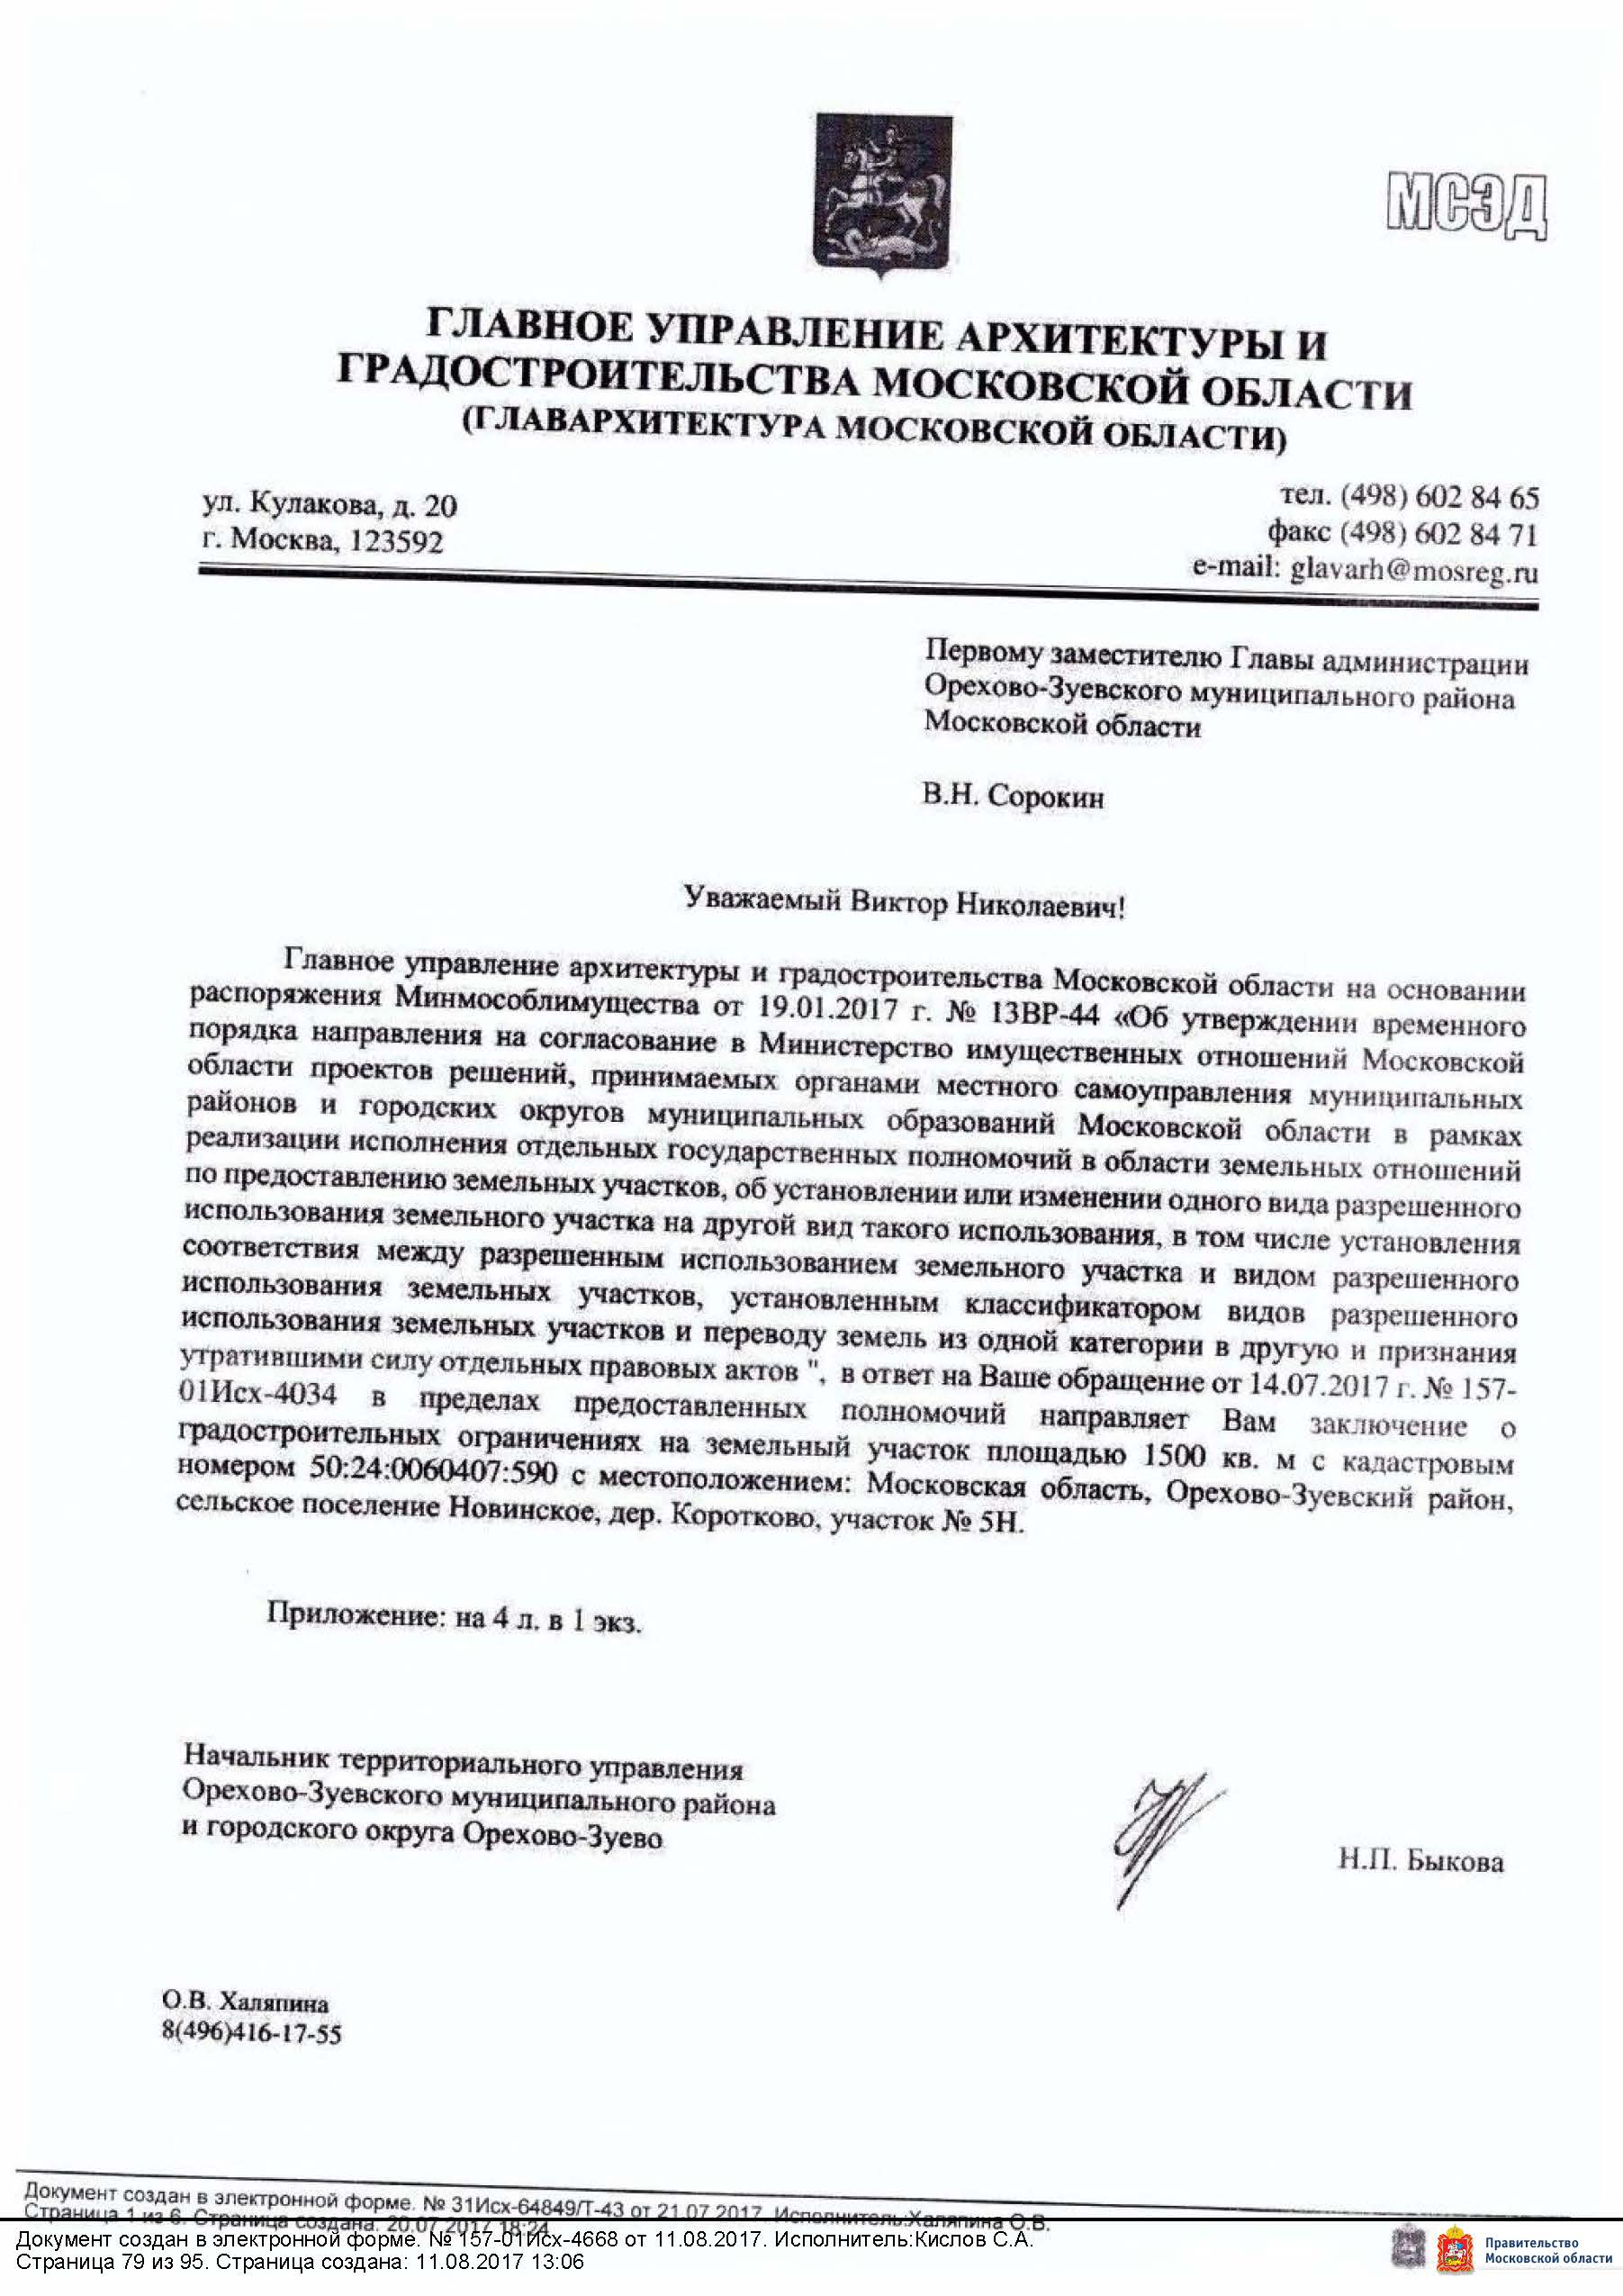 МСЭД
ГЛАВНОЕ УПРАВЛЕНИЕ АРХИТЕКТУРЫ И
ГРАДОСТРОИТЕЛЬСТВА МОСКОВСКОЙ ОБЛАСТИ
(ГЛАВАРХИТЕКТУРА МОСКОВСКОЙ ОБЛАСТИ)
ул. Кулакова, д. 20
г. Москва, 123592
тел. (498) 602 84 65
факс (498) 602 84 71
e-mail: glavarh@mosreg.ru
Первому заместителю Главы администрации
Орехово-Зуевского муниципального района
Московской области
В.Н. Сорокин
Уважаемый Виктор Николаевич!
Главное управление архитектуры и градостроительства Московской области на основании
распоряжения Минмособлимущества от 19.01.2017 г. № 13ВР-44 «Об утверждении временного
порядка направления на согласование в Министерство имущественных отношений Московской
области проектов решений, принимаемых органами местного самоуправления муниципальных
районов и городских округов муниципальных образований Московской области в рамках
реализации исполнения отдельных государственных полномочий в области земельных отношений
по предоставлению земельных участков, об установлении или изменении одного вида разрешенного
использования земельного участка на другой вид такого использования, в том числе установления
соответствия между разрешенным использованием земельного участка и видом разрешенного
использования земельных участков, установленным классификатором видов разрешенного
использования земельных участков и переводу земель из одной категории в другую и признания
утратившими силу отдельных правовых актов ", в ответ на Ваше обращение от 14.07.2017 г. № 157-
01Исх-4034 в пределах предоставленных полномочий направляет Вам заключение о
градостроительных ограничениях на земельный участок площадью 1500 кв. м с кадастровым
номером 50:24:0060407:590 с местоположением: Московская область, Орехово-Зуевский район,
сельское поселение Новинское, дер. Коротково, участок № 5Н.
Приложение: на 4 л. в 1 экз.
Начальник территориального управления
Орехово-Зуевского муниципального района
и городского округа Орехово-Зуево
Н.П. Быкова
О.В. Халяпина
8(496)416-17-55
Документ создан в электронной форме. № 31Исх-64849/Т-43 от 21.07.2017. Исполнитель:Халяпина О.В.
Страница 1 из 6. Страница создана: 20.07.2017 18:24
Документ создан в электронной форме. № 157-01Исх-4668 от 11.08.2017. Исполнитель:Кислов С.А.
Страница 79 из 95. Страница создана: 11.08.2017 13:06
Правительство
Московской области